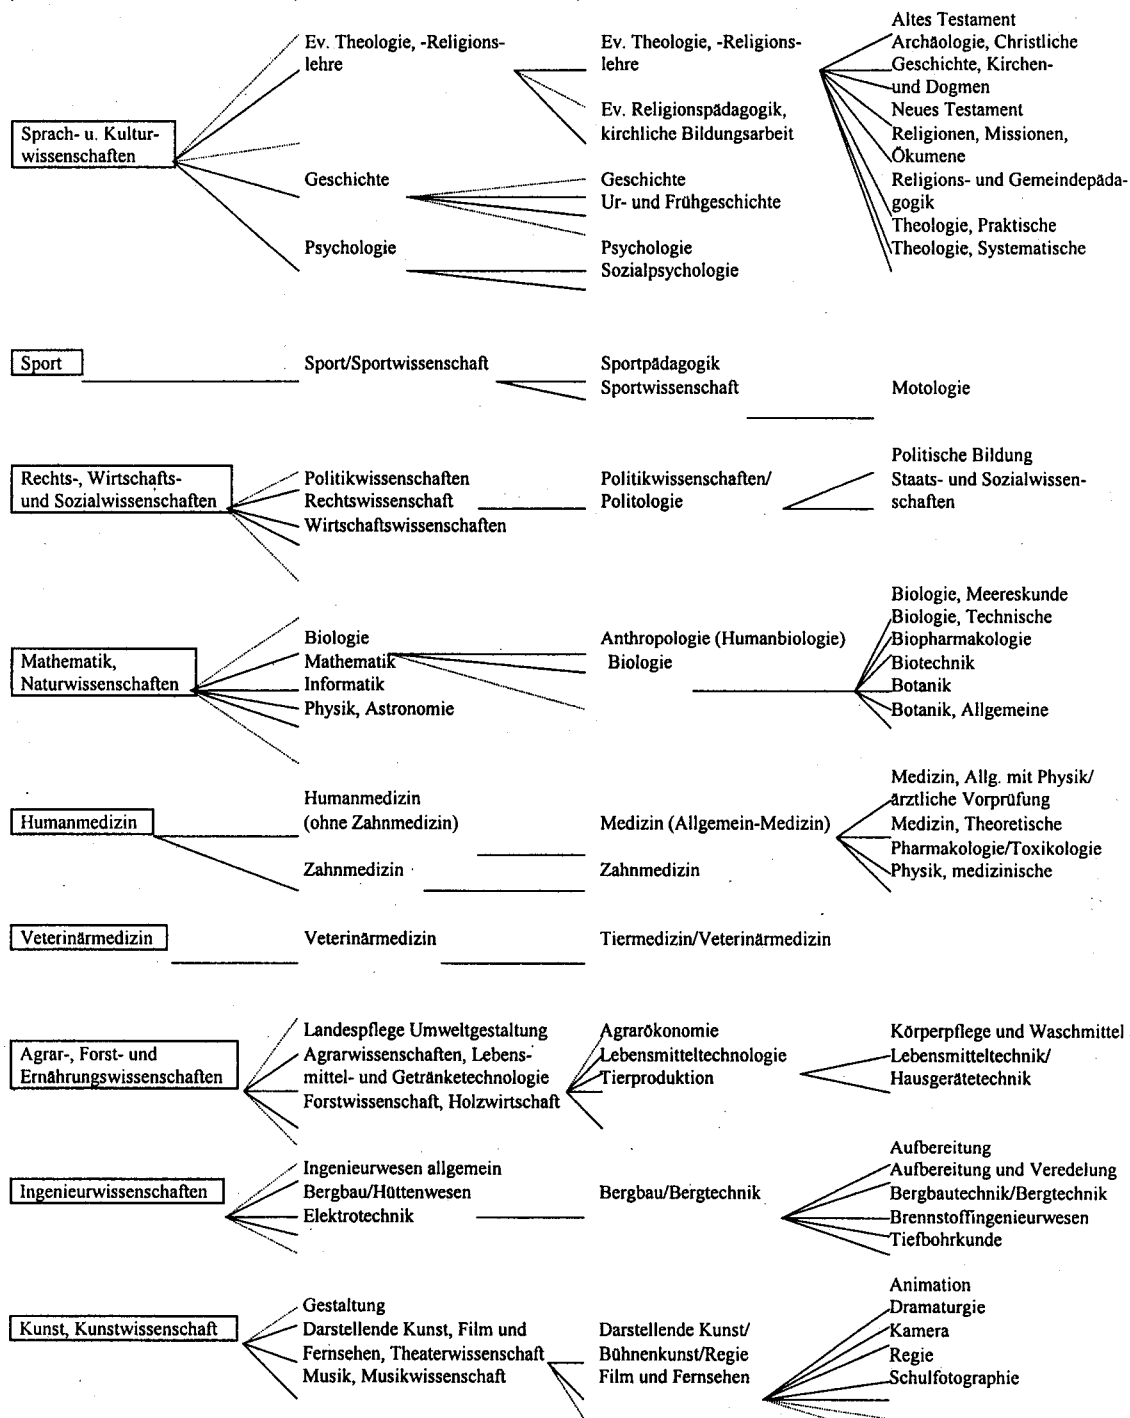 Sprach- u. Kultur-
wissenschaften
Ev. Theologie, -Religions-
lehre
Geschichte
Psychologie
Ev. Theologie, -Religions-
lehre
Ev. Religionspädagogik,
kirchliche Bildungsarbeit
Geschichte
Ur- und Frühgeschichte
Psychologie
Sozialpsychologie
Altes Testament
Archäologie, Christliche
Geschichte, Kirchen-
und Dogmen
Neues Testament
Religionen, Missionen,
Ökumene
Religions- und Gemeindepäda-
gogik
Theologie, Praktische
Theologie, Systematische
Sport
Sport/Sportwissenschaft
Sportpädagogik
Sportwissenschaft
Motologie
Rechts-, Wirtschafts-
und Sozialwissenschaften
Politikwissenschaften
Rechtswissenschaft
Wirtschaftswissenschaften
Politikwissenschaften/
Politologie
Politische Bildung
Staats- und Sozialwissen-
schaften
Mathematik,
Naturwissenschaften
Biologie
Mathematik
Informatik
Physik, Astronomie
Anthropologie (Humanbiologie)
Biologie
Biologie, Meereskunde
Biologie, Technische
Biopharmakologie
Biotechnik
Botanik
Botanik, Allgemeine
Humanmedizin
Humanmedizin
(ohne Zahnmedizin)
Zahnmedizin
Medizin (Allgemein-Medizin)
Zahnmedizin
Medizin, Allg. mit Physik/
ärztliche Vorprüfung
Medizin, Theoretische
Pharmakologie/Toxikologie
Physik, medizinische
Veterinärmedizin
Veterinärmedizin
Tiermedizin/Veterinärmedizin
Agrar-, Forst- und
Ernährungswissenschaften
Landespflege Umweltgestaltung
Agrarwissenschaften, Lebens-
mittel- und Getränketechnologie
Forstwissenschaft, Holzwirtschaft
Agrarökonomie
Lebensmitteltechnologie
Tierproduktion
Körperpflege und Waschmittel
Lebensmitteltechnik/
Hausgerätetechnik
Ingenieurwissenschaften
Ingenieurwesen allgemein
Bergbau/Hüttenwesen
Elektrotechnik
Bergbau/Bergtechnik
Aufbereitung
Aufbereitung und Veredelung
Bergbautechnik/Bergtechnik
Brennstoffingenieurwesen
Tiefbohrkunde
Kunst, Kunstwissenschaft
Gestaltung
Darstellende Kunst, Film und
Fernsehen, Theaterwissenschaft
Musik, Musikwissenschaft
Darstellende Kunst/
Bühnenkunst/Regie
Film und Fernsehen
Animation
Dramaturgie
Kamera
Regie
Schulfotographie